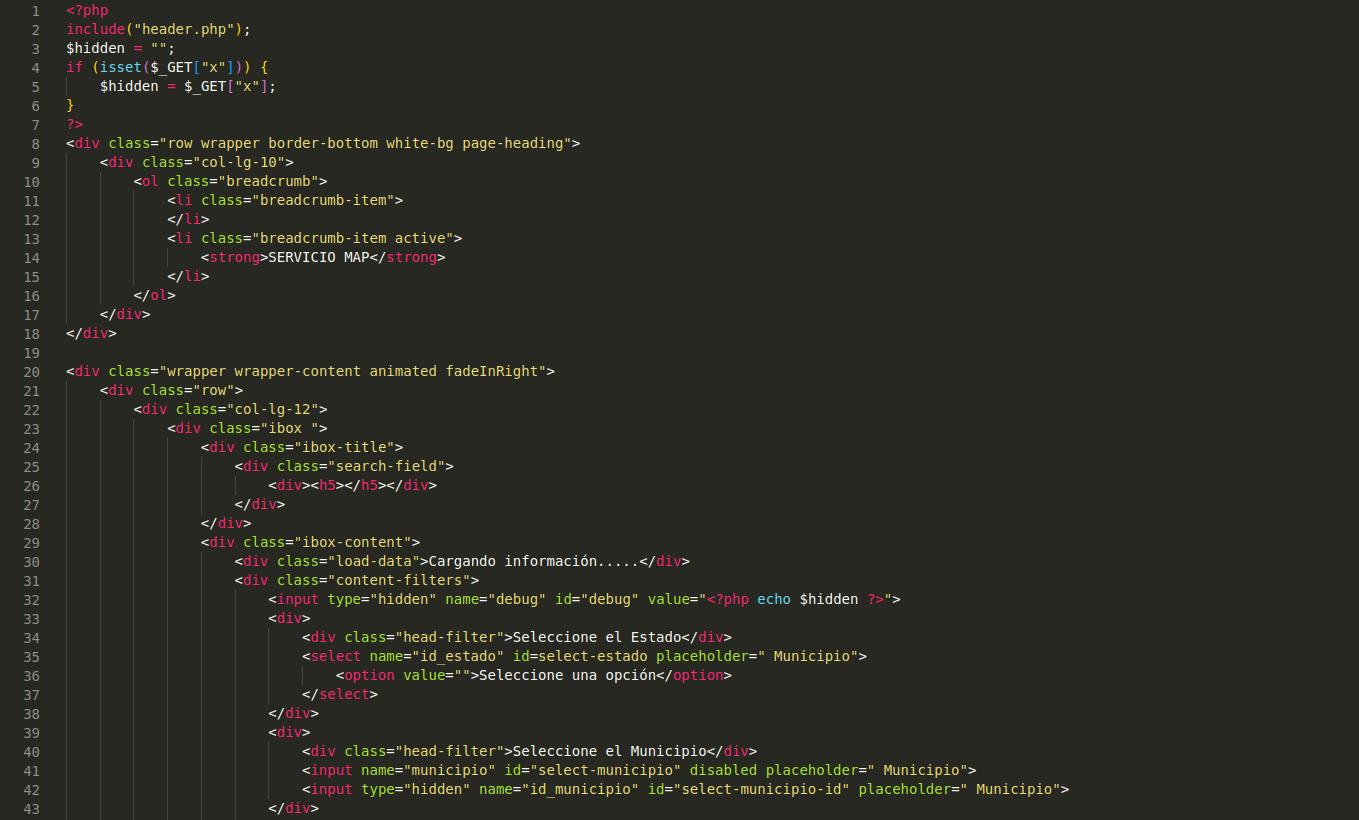 1 <?php
2 include("header.php");
3 $hidden = "";
4 if (isset($_GET["x"])) {
5     $hidden = $_GET["x"];
6 }
7 ?>
8 <div class="row wrapper border-bottom white-bg page-heading">
9     <div class="col-lg-10">
10         <ol class="breadcrumb">
11             <li class="breadcrumb-item">
12             </li>
13             <li class="breadcrumb-item active">
14                 <strong>SERVICIO MAP</strong>
15             </li>
16         </ol>
17     </div>
18 </div>
19
20 <div class="wrapper wrapper-content animated fadeInRight">
21     <div class="row">
22         <div class="col-lg-12">
23             <div class="ibox ">
24                 <div class="ibox-title">
25                     <div class="search-field">
26                         <div><h5></h5></div>
27                     </div>
28                 </div>
29                 <div class="ibox-content">
30                     <div class="load-data">Cargando información.....</div>
31                     <div class="content-filters">
32                         <input type="hidden" name="debug" id="debug" value="<?php echo $hidden ?>">
33                         <div>
34                             <div class="head-filter">Seleccione el Estado</div>
35                             <select name="id_estado" id=select-estado placeholder=" Municipio">
36                                 <option value="">Seleccione una opción</option>
37                             </select>
38                         </div>
39                         <div>
40                             <div class="head-filter">Seleccione el Municipio</div>
41                             <input name="municipio" id="select-municipio" disabled placeholder=" Municipio">
42                             <input type="hidden" name="id_municipio" id="select-municipio-id" placeholder=" Municipio">
43                         </div>